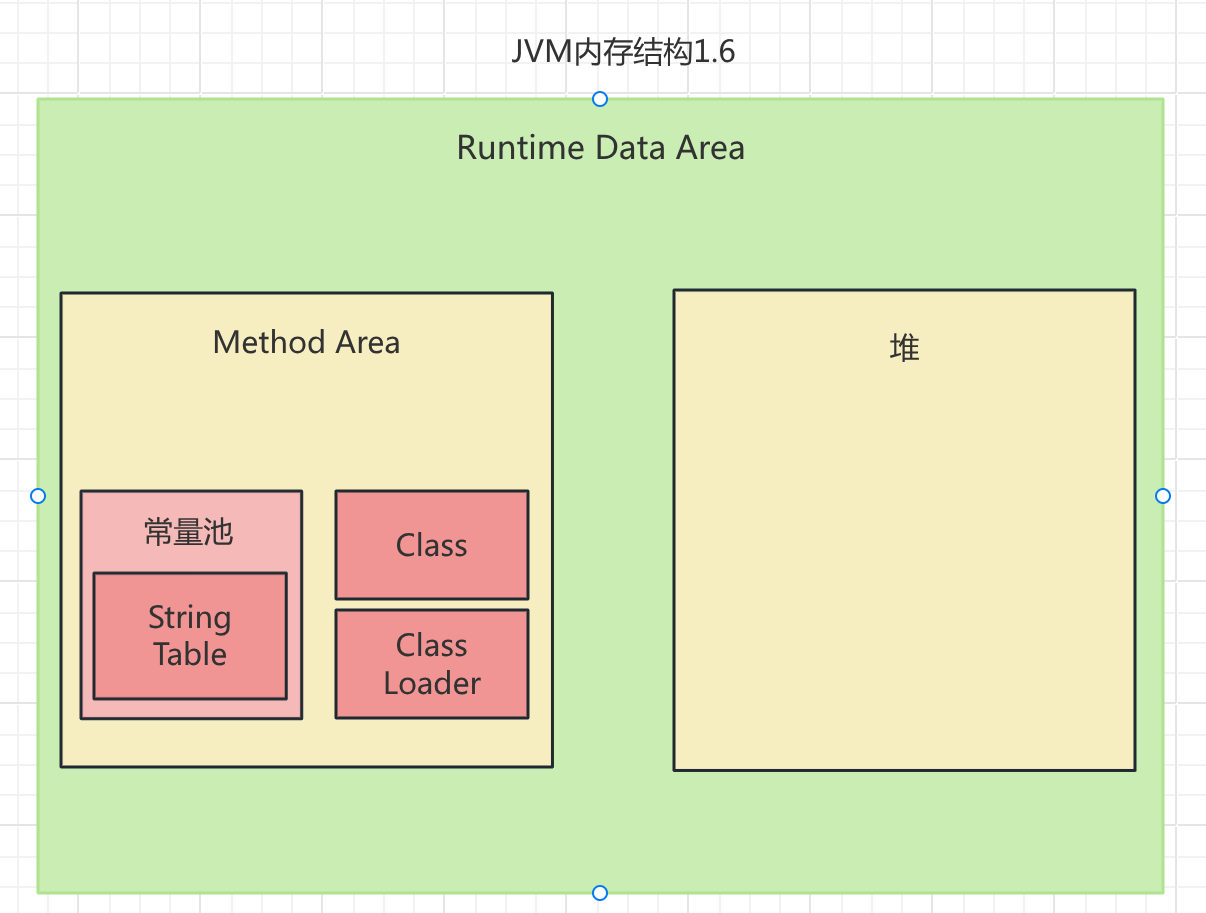 JVM内存结构1.6
Runtime Data Area
Method Area
堆
常量池
String
Table
Class
Class
Loader